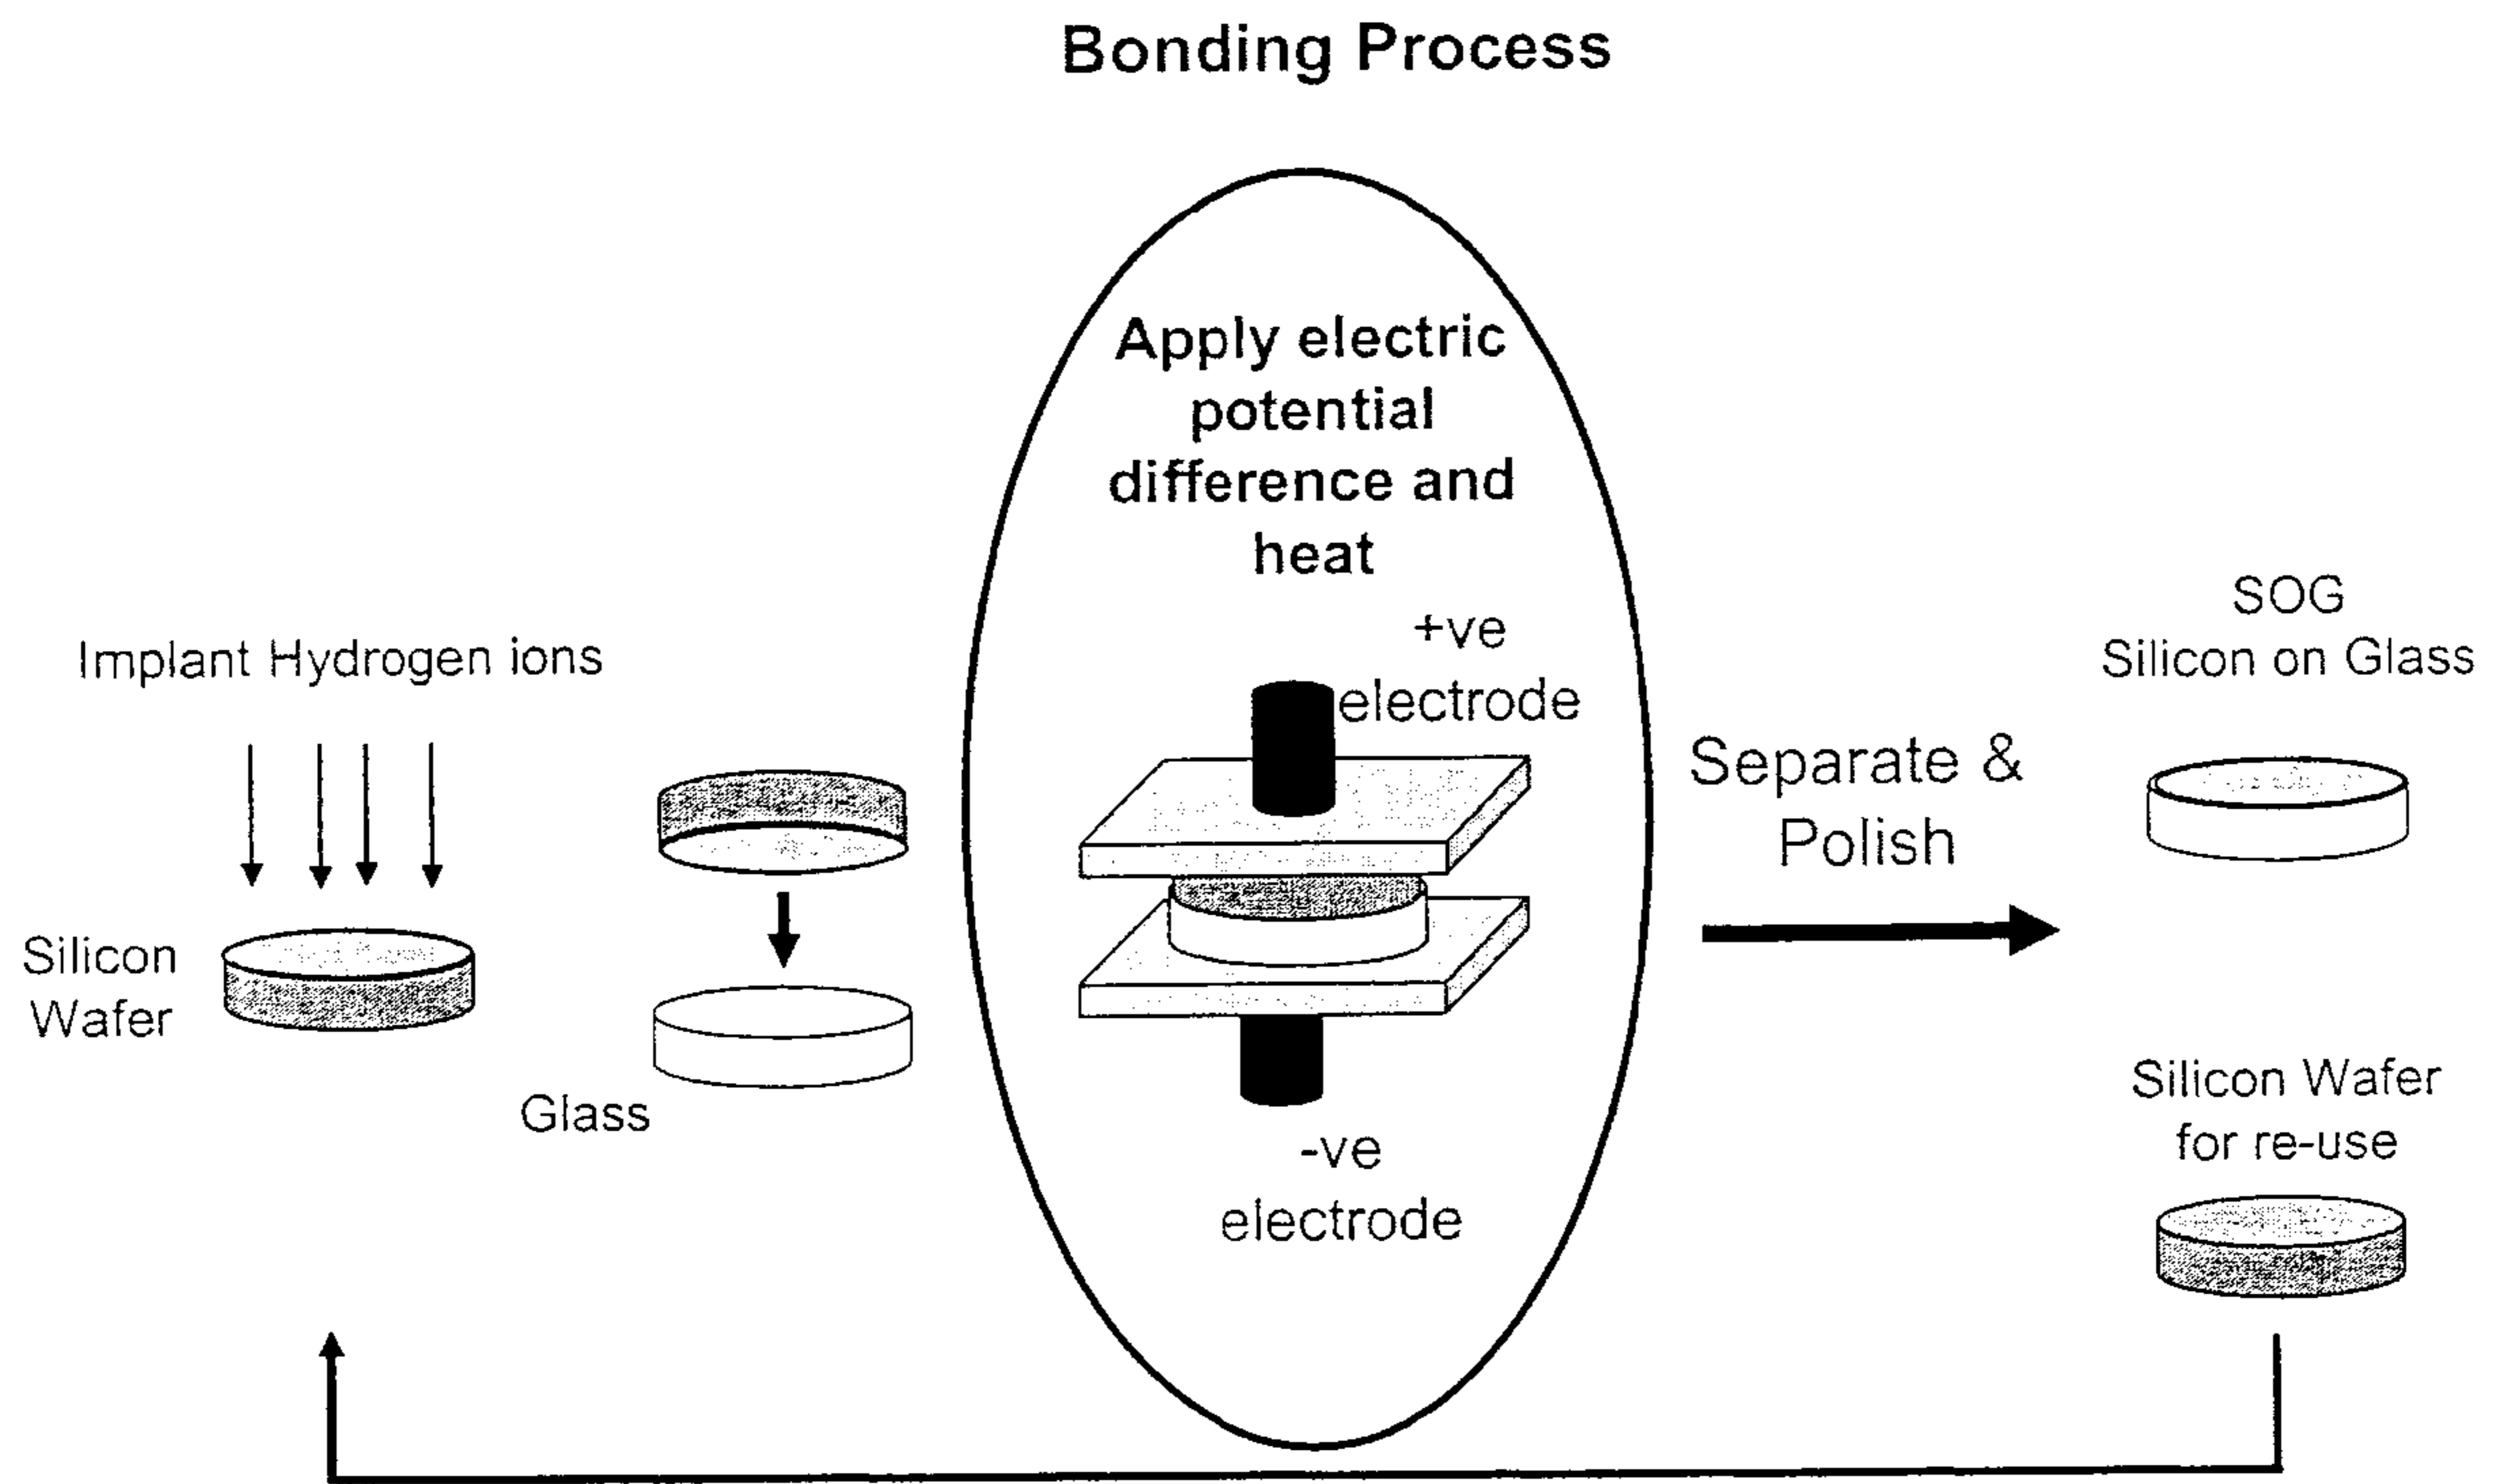 Bonding Process
Apply electric
potential
difference and
heat
+ve
electrode
-ve
electrode
Implant Hydrogen ions
Silicon
Wafer
Glass
Separate &
Polish
SOG
Silicon on Glass
Silicon Wafer
for re-use